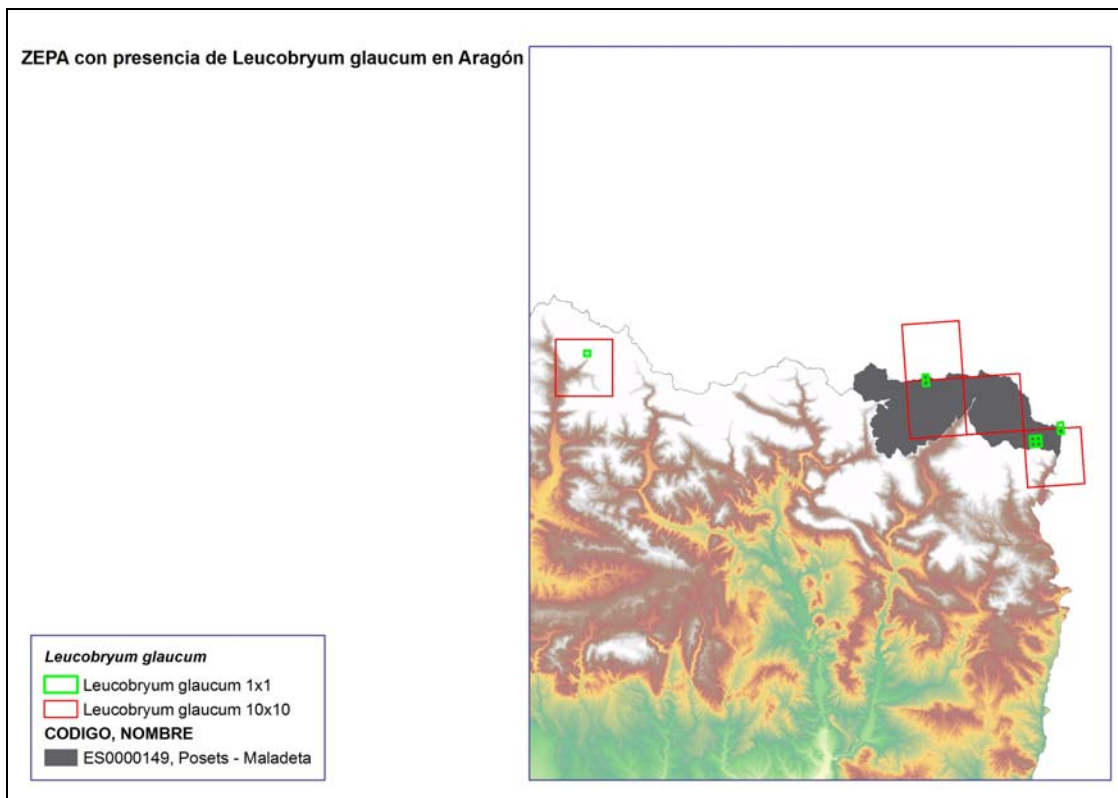 ZEPA con presencia de Leucobryum glaucum en Aragón
Leucobryum glaucum
Leucobryum glaucum 1x1
Leucobryum glaucum 10x10
CODIGO, NOMBRE
ES0000149, Posets - Maladeta